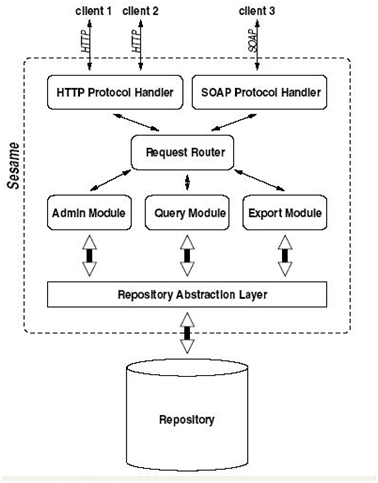 client 1 client 2 client 3
HTTP HTTP SOAP
HTTP Protocol Handler SOAP Protocol Handler
Sesame
Request Router
Admin Module Query Module Export Module
Repository Abstraction Layer
Repository